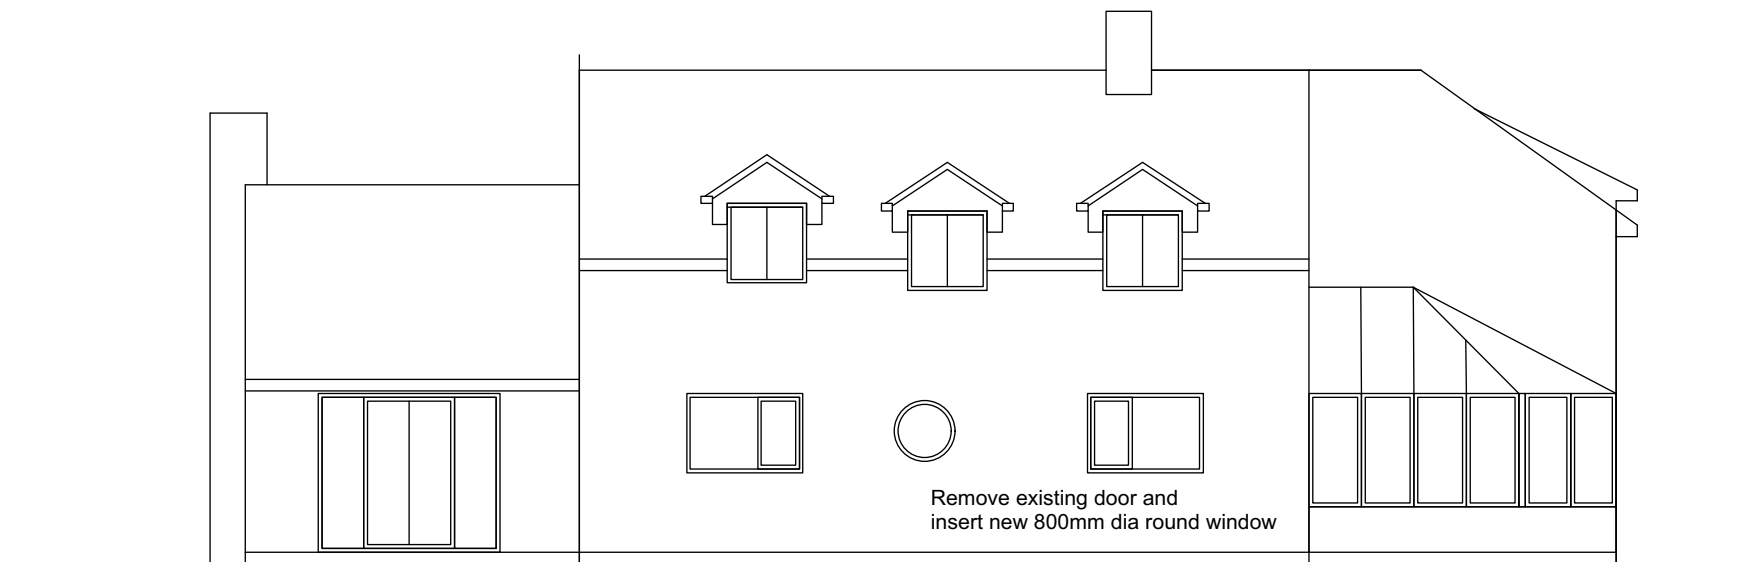 Remove existing door and
insert new 800mm dia round window